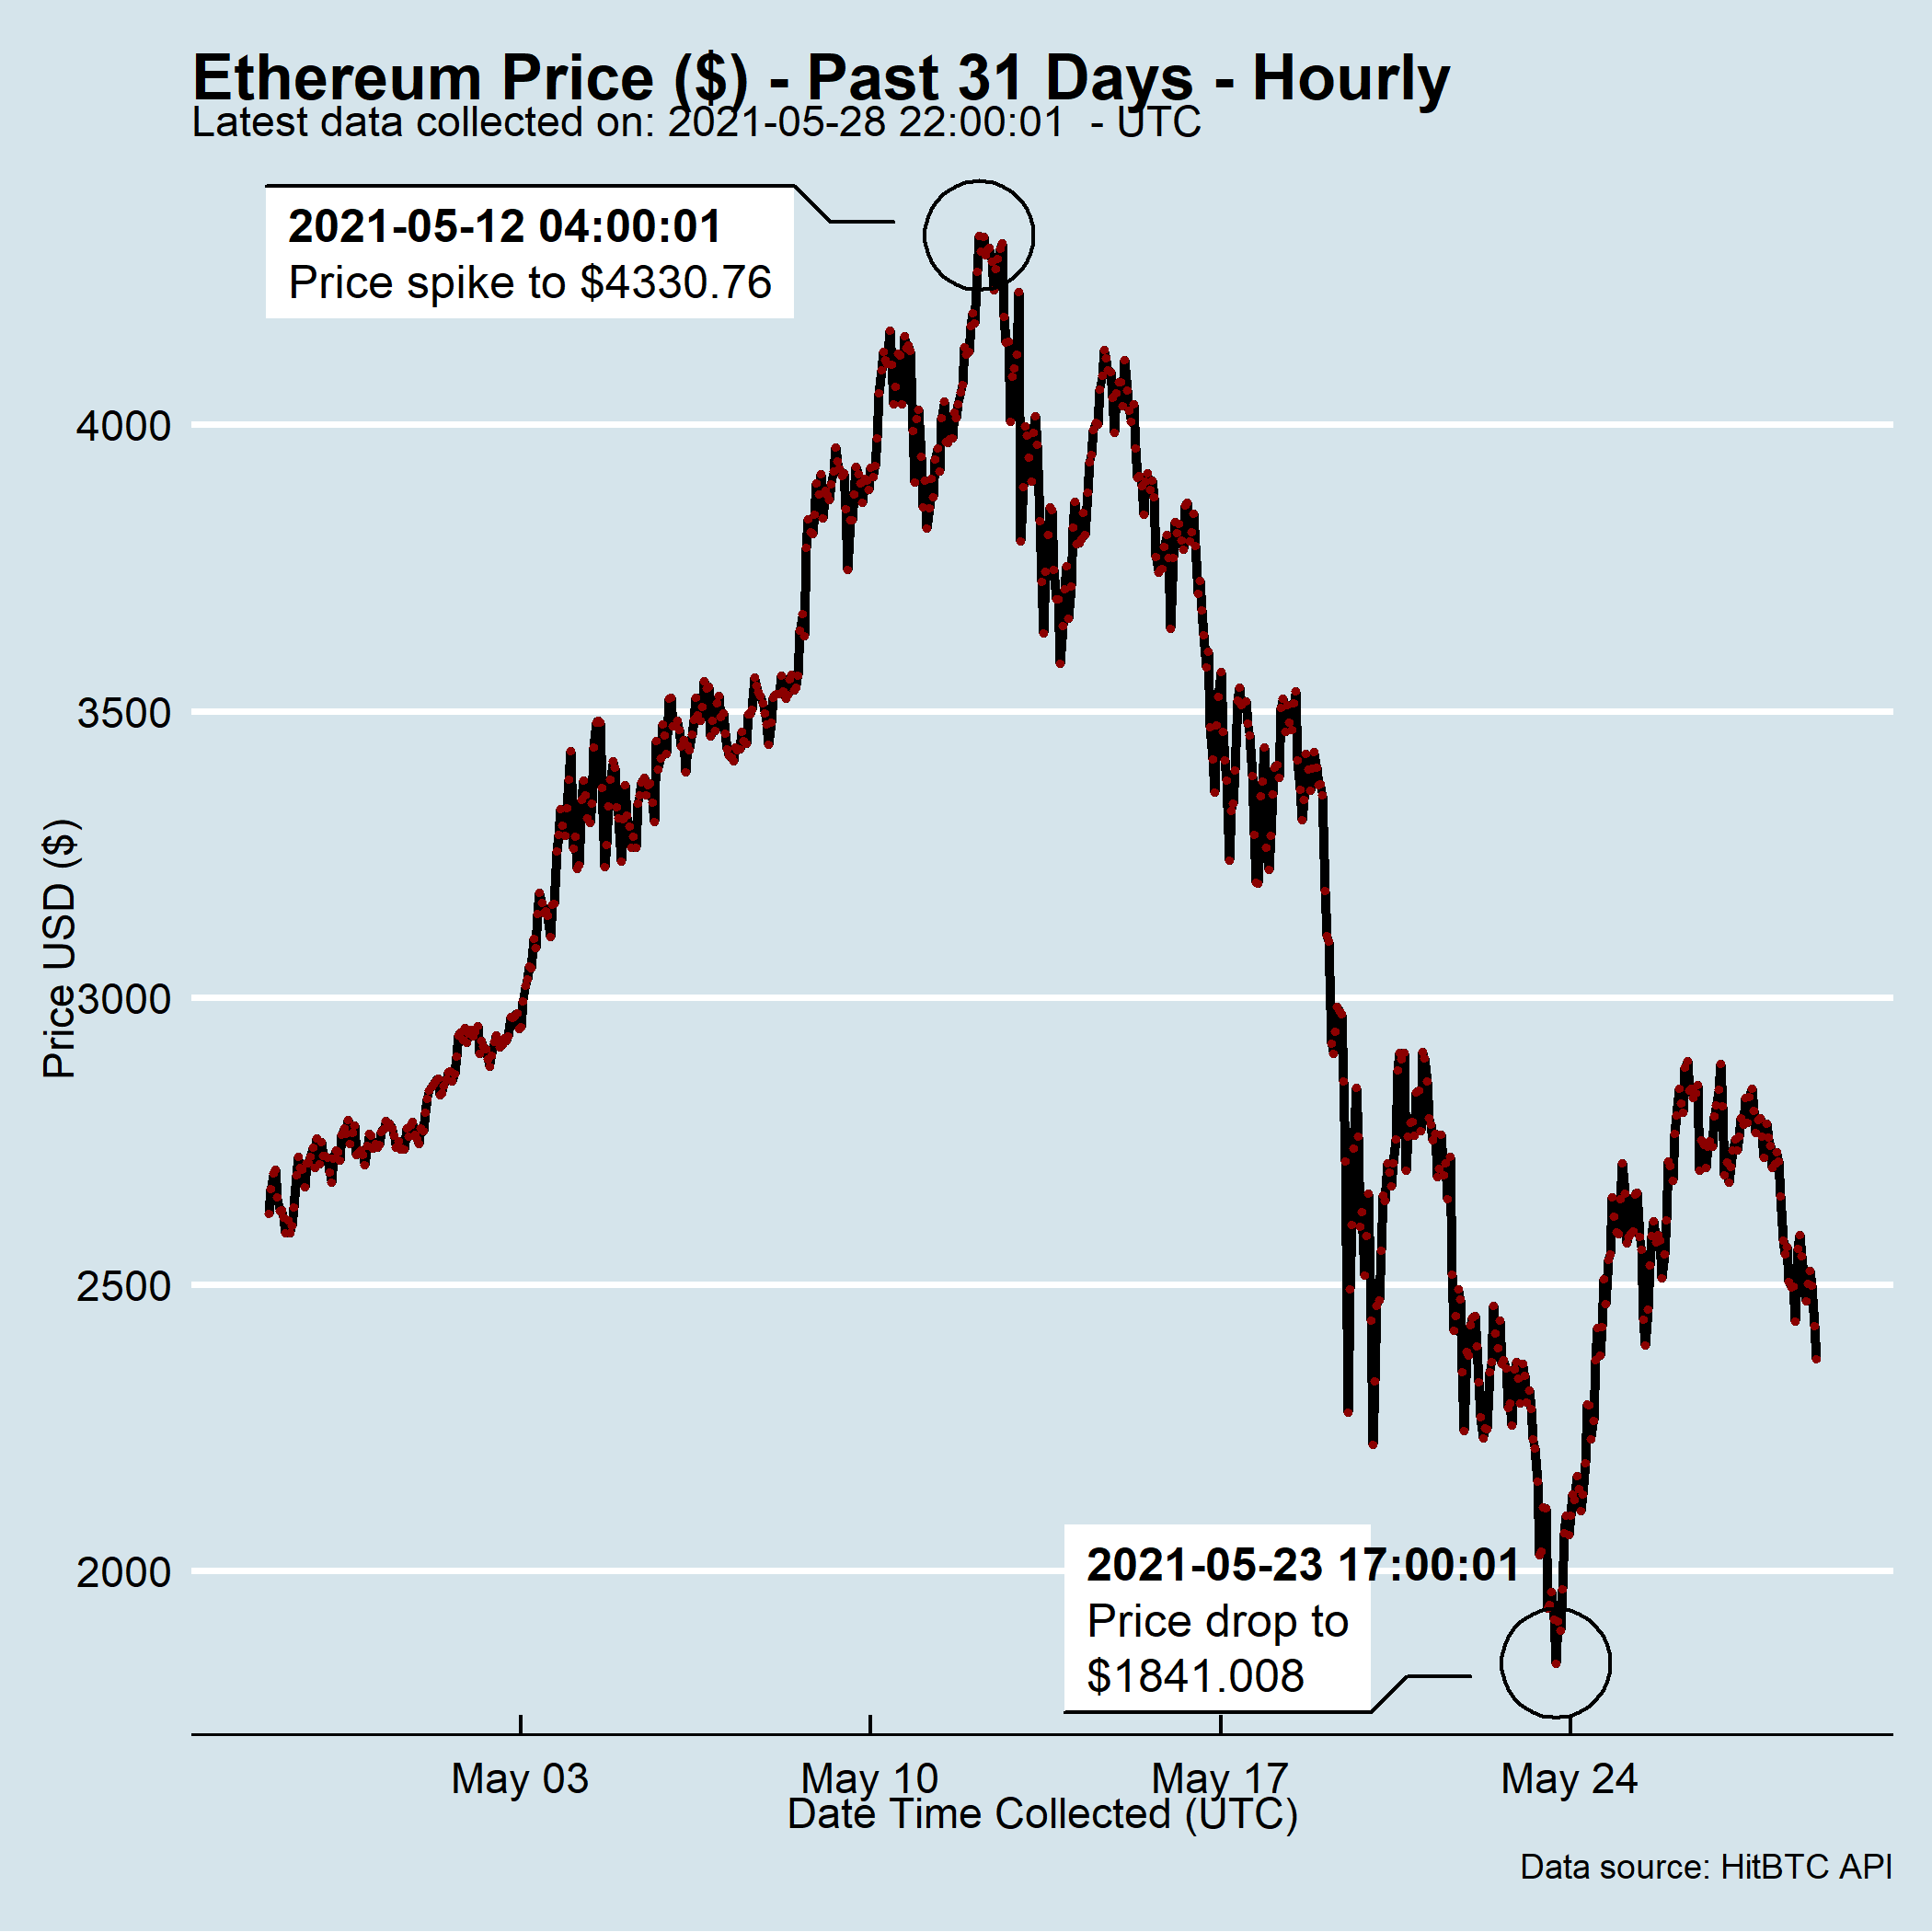 Ethereum Price ($) - Past 31 Days - Hourly
Latest data collected on: 2021-05-28 22:00:01  - UTC
2021-05-12 04:00:01
Price spike to $4330.76
4000
3500
3000
2500
2000
Price USD ($)
2021-05-23 17:00:01
Price drop to
$1841.008
May 03
May 10
May 17
May 24
Date Time Collected (UTC)
Data source: HitBTC API